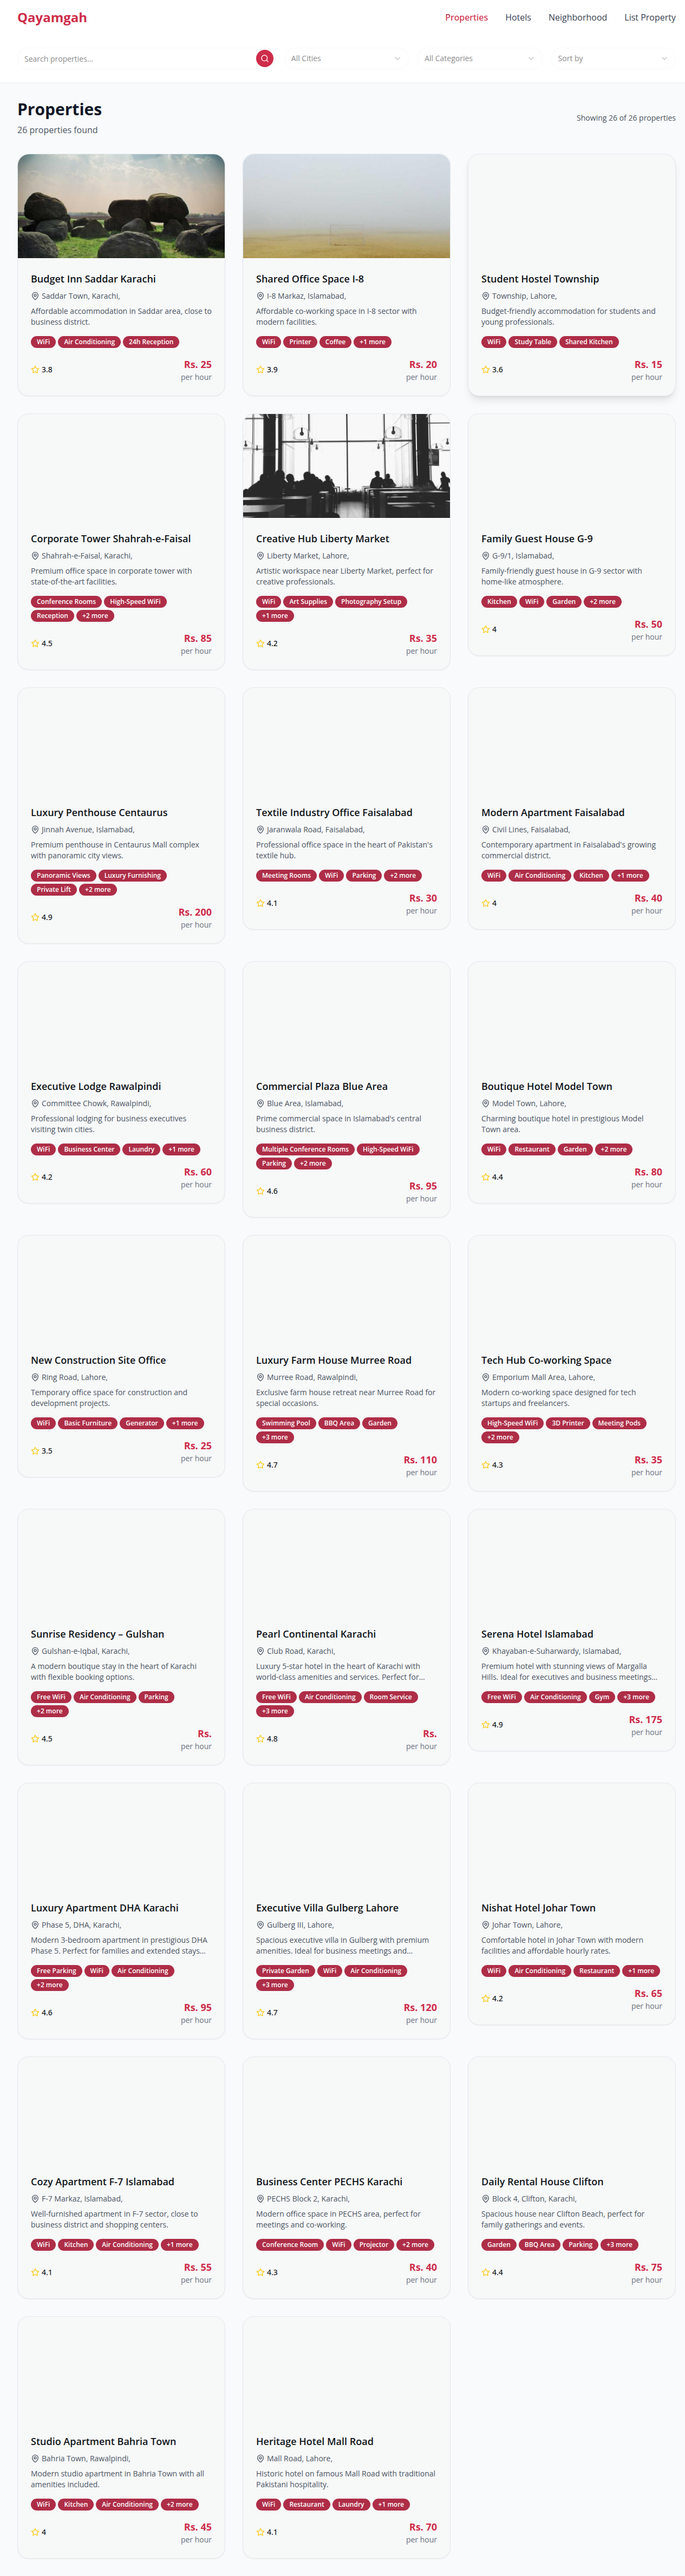 Qayamgah
Properties
Hotels
Neighborhood
List Property
Search properties...
All Cities
All Categories
Sort by
Properties
26 properties found
Showing 26 of 26 properties
Budget Inn Saddar Karachi
Saddar Town, Karachi,
Affordable accommodation in Saddar area, close to
business district.
WiFi
Air Conditioning
24h Reception
3.8
Rs. 25
per hour
Shared Office Space I-8
I-8 Markaz, Islamabad,
Affordable co-working space in I-8 sector with
modern facilities.
WiFi
Printer
Coffee
+1 more
3.9
Rs. 20
per hour
Student Hostel Township
Township, Lahore,
Budget-friendly accommodation for students and
young professionals.
WiFi
Study Table
Shared Kitchen
3.6
Rs. 15
per hour
Corporate Tower Shahrah-e-Faisal
Shahrah-e-Faisal, Karachi,
Premium office space in corporate tower with
state-of-the-art facilities.
Conference Rooms
High-Speed WiFi
Reception
+2 more
4.5
Rs. 85
per hour
Creative Hub Liberty Market
Liberty Market, Lahore,
Artistic workspace near Liberty Market, perfect for
creative professionals.
WiFi
Art Supplies
Photography Setup
+1 more
4.2
Rs. 35
per hour
Family Guest House G-9
G-9/1, Islamabad,
Family-friendly guest house in G-9 sector with
home-like atmosphere.
Kitchen
WiFi
Garden
+2 more
4
Rs. 50
per hour
Luxury Penthouse Centaurus
Jinnah Avenue, Islamabad,
Premium penthouse in Centaurus Mall complex
with panoramic city views.
Panoramic Views
Luxury Furnishing
Private Lift
+2 more
4.9
Rs. 200
per hour
Textile Industry Office Faisalabad
Jaranwala Road, Faisalabad,
Professional office space in the heart of Pakistan's
textile hub.
Meeting Rooms
WiFi
Parking
+2 more
4.1
Rs. 30
per hour
Modern Apartment Faisalabad
Civil Lines, Faisalabad,
Contemporary apartment in Faisalabad's growing
commercial district.
WiFi
Air Conditioning
Kitchen
+1 more
4
Rs. 40
per hour
Executive Lodge Rawalpindi
Committee Chowk, Rawalpindi,
Professional lodging for business executives
visiting twin cities.
WiFi
Business Center
Laundry
+1 more
4.2
Rs. 60
per hour
Commercial Plaza Blue Area
Blue Area, Islamabad,
Prime commercial space in Islamabad's central
business district.
Multiple Conference Rooms
High-Speed WiFi
Parking
+2 more
4.6
Rs. 95
per hour
Boutique Hotel Model Town
Model Town, Lahore,
Charming boutique hotel in prestigious Model
Town area.
WiFi
Restaurant
Garden
+2 more
4.4
Rs. 80
per hour
New Construction Site Office
Ring Road, Lahore,
Temporary office space for construction and
development projects.
WiFi
Basic Furniture
Generator
+1 more
3.5
Rs. 25
per hour
Luxury Farm House Murree Road
Murree Road, Rawalpindi,
Exclusive farm house retreat near Murree Road for
special occasions.
Swimming Pool
BBQ Area
Garden
+3 more
4.7
Rs. 110
per hour
Tech Hub Co-working Space
Emporium Mall Area, Lahore,
Modern co-working space designed for tech
startups and freelancers.
High-Speed WiFi
3D Printer
Meeting Pods
+2 more
4.3
Rs. 35
per hour
Sunrise Residency – Gulshan
Gulshan-e-Iqbal, Karachi,
A modern boutique stay in the heart of Karachi
with flexible booking options.
Free WiFi
Air Conditioning
Parking
+2 more
4.5
Rs.
per hour
Pearl Continental Karachi
Club Road, Karachi,
Luxury 5-star hotel in the heart of Karachi with
world-class amenities and services. Perfect for...
Free WiFi
Air Conditioning
Room Service
+3 more
4.8
Rs.
per hour
Serena Hotel Islamabad
Khayaban-e-Suharwardy, Islamabad,
Premium hotel with stunning views of Margalla
Hills. Ideal for executives and business meetings...
Free WiFi
Air Conditioning
Gym
+3 more
4.9
Rs. 175
per hour
Luxury Apartment DHA Karachi
Phase 5, DHA, Karachi,
Modern 3-bedroom apartment in prestigious DHA
Phase 5. Perfect for families and extended stays...
Free Parking
WiFi
Air Conditioning
+2 more
4.6
Rs. 95
per hour
Executive Villa Gulberg Lahore
Gulberg III, Lahore,
Spacious executive villa in Gulberg with premium
amenities. Ideal for business meetings and...
Private Garden
WiFi
Air Conditioning
+3 more
4.7
Rs. 120
per hour
Nishat Hotel Johar Town
Johar Town, Lahore,
Comfortable hotel in Johar Town with modern
facilities and affordable hourly rates.
WiFi
Air Conditioning
Restaurant
+1 more
4.2
Rs. 65
per hour
Cozy Apartment F-7 Islamabad
F-7 Markaz, Islamabad,
Well-furnished apartment in F-7 sector, close to
business district and shopping centers.
WiFi
Kitchen
Air Conditioning
+1 more
4.1
Rs. 55
per hour
Business Center PECHS Karachi
PECHS Block 2, Karachi,
Modern office space in PECHS area, perfect for
meetings and co-working.
Conference Room
WiFi
Projector
+2 more
4.3
Rs. 40
per hour
Daily Rental House Clifton
Block 4, Clifton, Karachi,
Spacious house near Clifton Beach, perfect for
family gatherings and events.
Garden
BBQ Area
Parking
+3 more
4.4
Rs. 75
per hour
Studio Apartment Bahria Town
Bahria Town, Rawalpindi,
Modern studio apartment in Bahria Town with all
amenities included.
WiFi
Kitchen
Air Conditioning
+2 more
4
Rs. 45
per hour
Heritage Hotel Mall Road
Mall Road, Lahore,
Historic hotel on famous Mall Road with traditional
Pakistani hospitality.
WiFi
Restaurant
Laundry
+1 more
4.1
Rs. 70
per hour